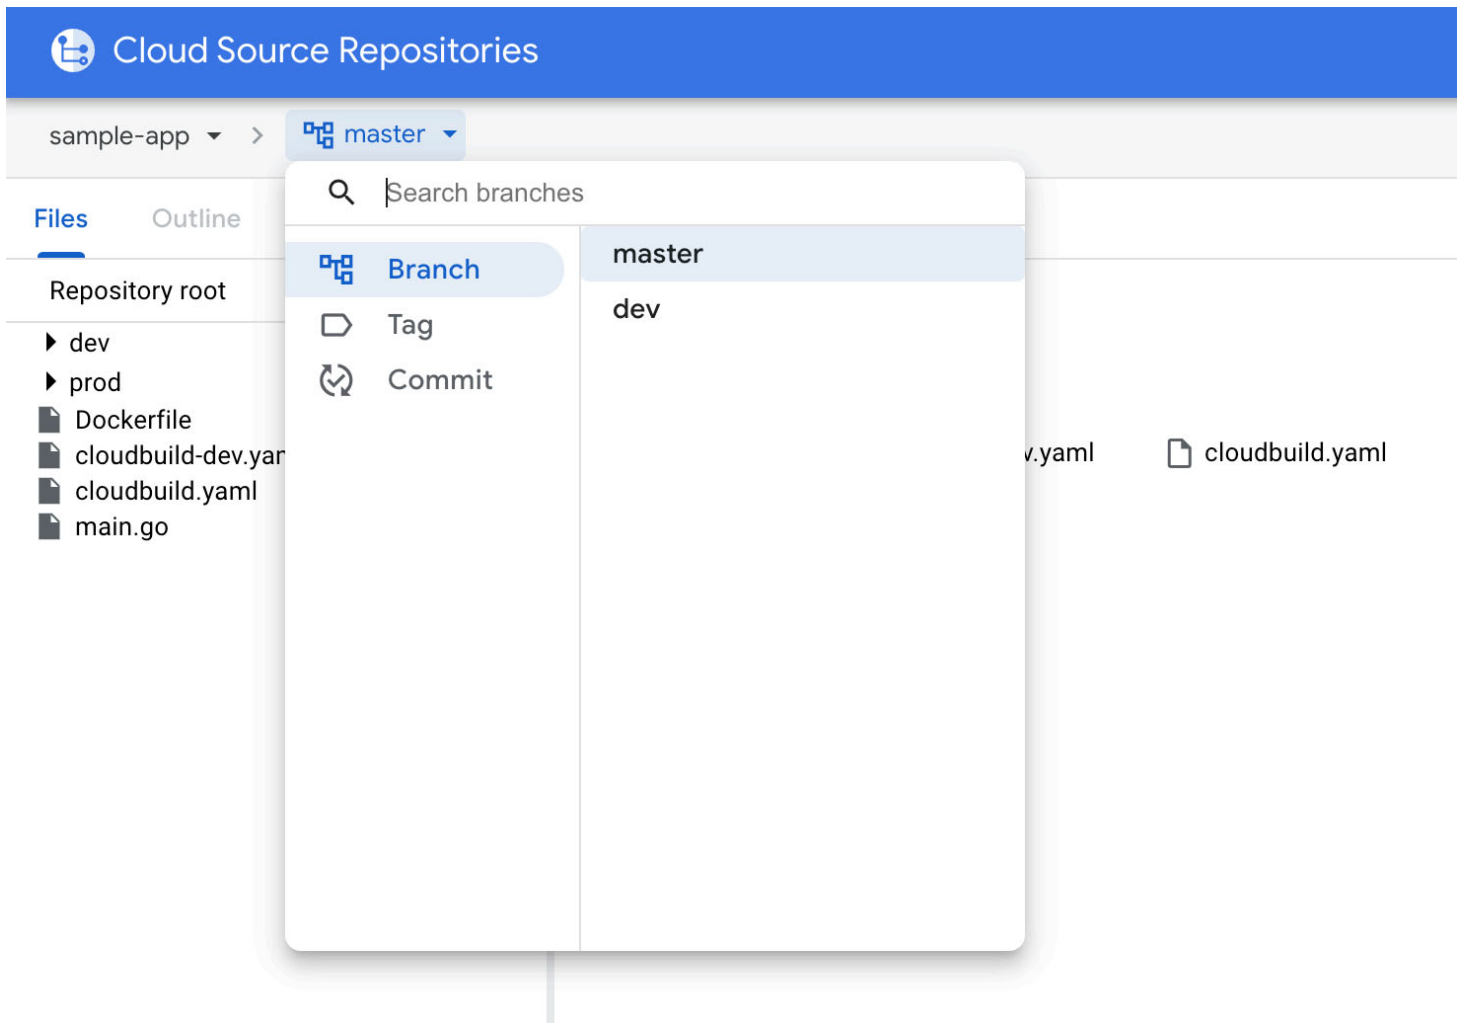 Cloud Source Repositories
sample-app
master
Search branches
Files
Outline
Branch
Tag
Commit
master
dev
Repository root
dev
prod
Dockerfile
cloudbuild-dev.yam
cloudbuild.yaml
main.go
v.yaml
cloudbuild.yaml